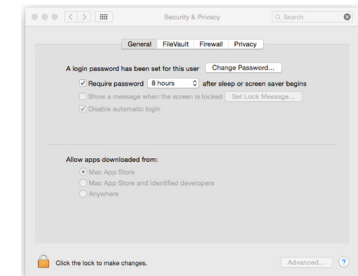 Security & Privacy
Search
General FileVault Firewall Privacy
A login password has been set for this user Change Password...
Require password 8 hours after sleep or screen saver begins
Show a message when the screen is locked Set Lock Message...
Disable automatic login
Allow apps downloaded from:
Mac App Store
Mac App Store and identified developers
Anywhere
Click the lock to make changes.
Advanced... ?